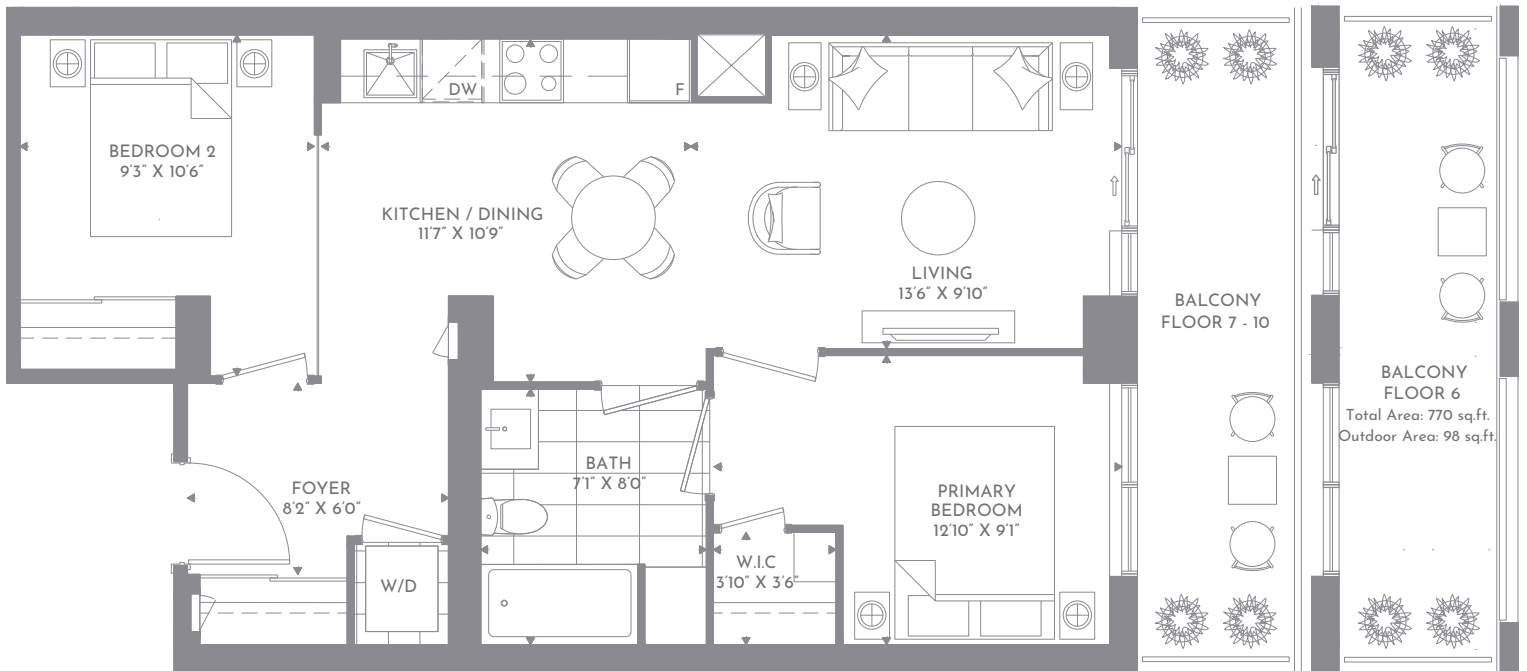 BEDROOM 2
9'3" X 10'6"
DW
F
KITCHEN / DINING
11'7" X 10'9"
LIVING
13'6" X 9'10"
BALCONY
FLOOR 7 - 10
BALCONY
FLOOR 6
Total Area: 770 sq.ft.
Outdoor Area: 98 sq.ft.
FOYER
8'2" X 6'0"
BATH
7'1" X 8'0"
PRIMARY
BEDROOM
12'10" X 9'1"
W.I.C
3'10" X 3'6"
W/D